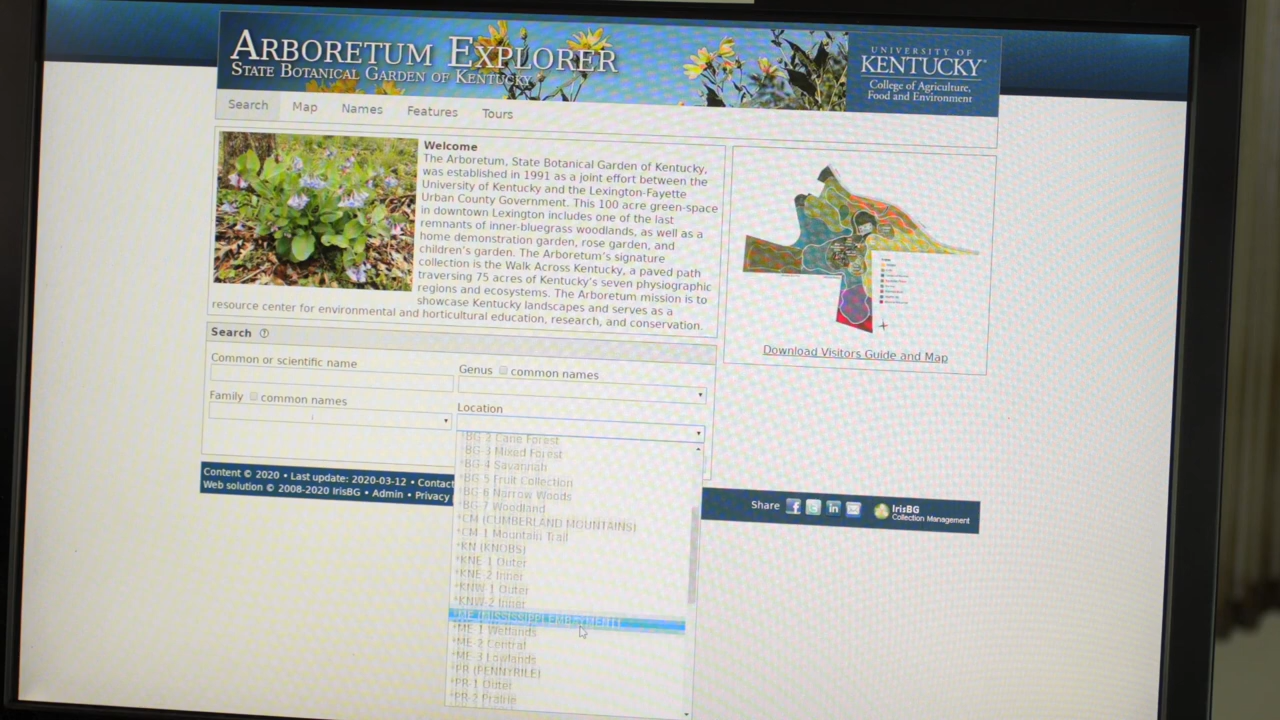 ARBORETUM EXPLORER
STATE BOTANICAL GARDEN OF KENTUCKY
UNIVERSITY OF
KENTUCKY
College of Agriculture,
Food and Environment
Search Map Names Features Tours
Welcome
The Arboretum, State Botanical Garden of Kentucky,
was established in 1991 as a joint effort between the
University of Kentucky and the Lexington-Fayette
Urban County Government. This 100 acre green-space
in downtown Lexington includes one of the last
remnants of inner-bluegrass woodlands, as well as a
home demonstration garden, rose garden, and
children's garden. The Arboretum's signature
collection is the Walk Across Kentucky, a paved path
traversing 75 acres of Kentucky's seven physiographic
regions and ecosystems. The Arboretum mission is to
showcase Kentucky landscapes and serves as a
resource center for environmental and horticultural education, research, and conservation.
Download Visitors Guide and Map
Search ?
Common or scientific name
Genus common names
Family common names
Location
*BG-2 Cane Forest
*BG-3 Mixed Forest
*BG-4 Savannah
*BG-5 Fruit Collection
*BG-6 Narrow Woods
*BG-7 Woodland
*CM (CUMBERLAND MOUNTAINS)
*CM-1 Mountain Trail
*KN (KNOBS)
*KNE-1 Outer
*KNE-2 Inner
*KNW-1 Outer
*KNW-2 Inner
*ME-1 Wetlands
*ME-2 Central
*ME-3 Lowlands
*PR (PENNYRILE)
*PR-1 Outer
*PR-2 Prairie
Content © 2020 • Last update: 2020-03-12 • Contact
Web solution © 2008-2020 IrisBG • Admin • Privacy
Share
IrisBG
Collection Management